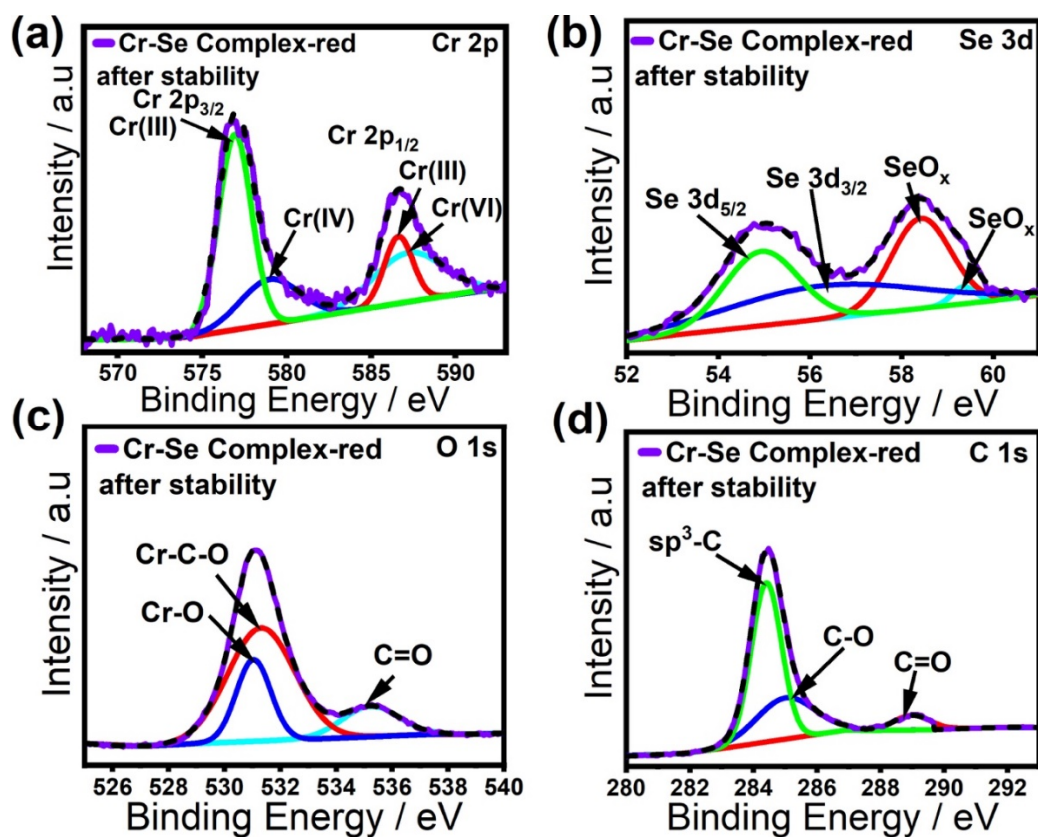 (a)
Cr-Se Complex-red
Cr 2p
after stability
Cr 2p3/2
Cr(III)
Cr(IV)
Cr 2p1/2
Cr(III)
Cr(VI)
Intensity / a.u
570 575 580 585 590
Binding Energy / eV
(b)
Cr-Se Complex-red
Se 3d
after stability
Se 3d5/2
Se 3d3/2
SeOx
SeOx
Intensity / a.u
52 54 56 58 60
Binding Energy / eV
(c)
Cr-Se Complex-red
O 1s
after stability
Cr-C-O
Cr-O
C=O
Intensity / a.u
526 528 530 533 535 536 538 540
Binding Energy / eV
(d)
Cr-Se Complex-red
C 1s
after stability
sp3-C
C-O
C=O
Intensity / a.u
280 282 284 286 288 290 292
Binding Energy / eV